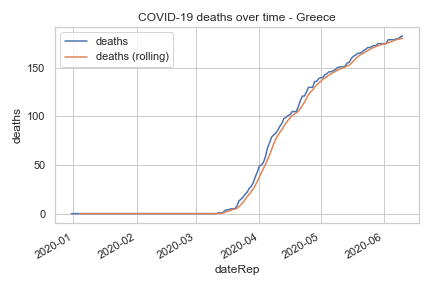 COVID-19 deaths over time - Greece
deaths
deaths (rolling)
150
100
50
0
deaths
2020-01
2020-02
2020-03
2020-04
2020-05
2020-06
dateRep